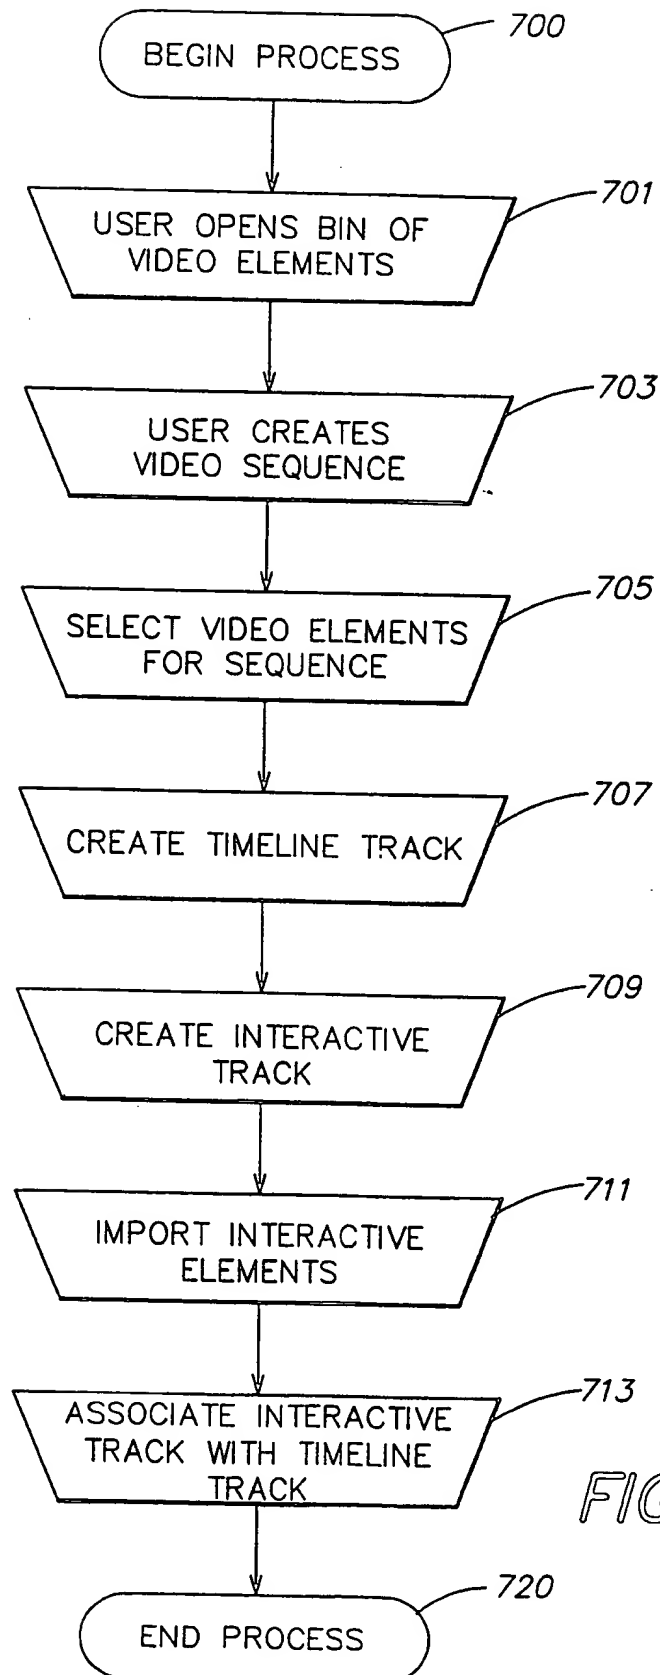 BEGIN PROCESS
700
USER OPENS BIN OF
VIDEO ELEMENTS
701
USER CREATES
VIDEO SEQUENCE
703
SELECT VIDEO ELEMENTS
FOR SEQUENCE
705
CREATE TIMELINE TRACK
707
CREATE INTERACTIVE
TRACK
709
IMPORT INTERACTIVE
ELEMENTS
711
ASSOCIATE INTERACTIVE
TRACK WITH TIMELINE
TRACK
713
FIG
END PROCESS
720